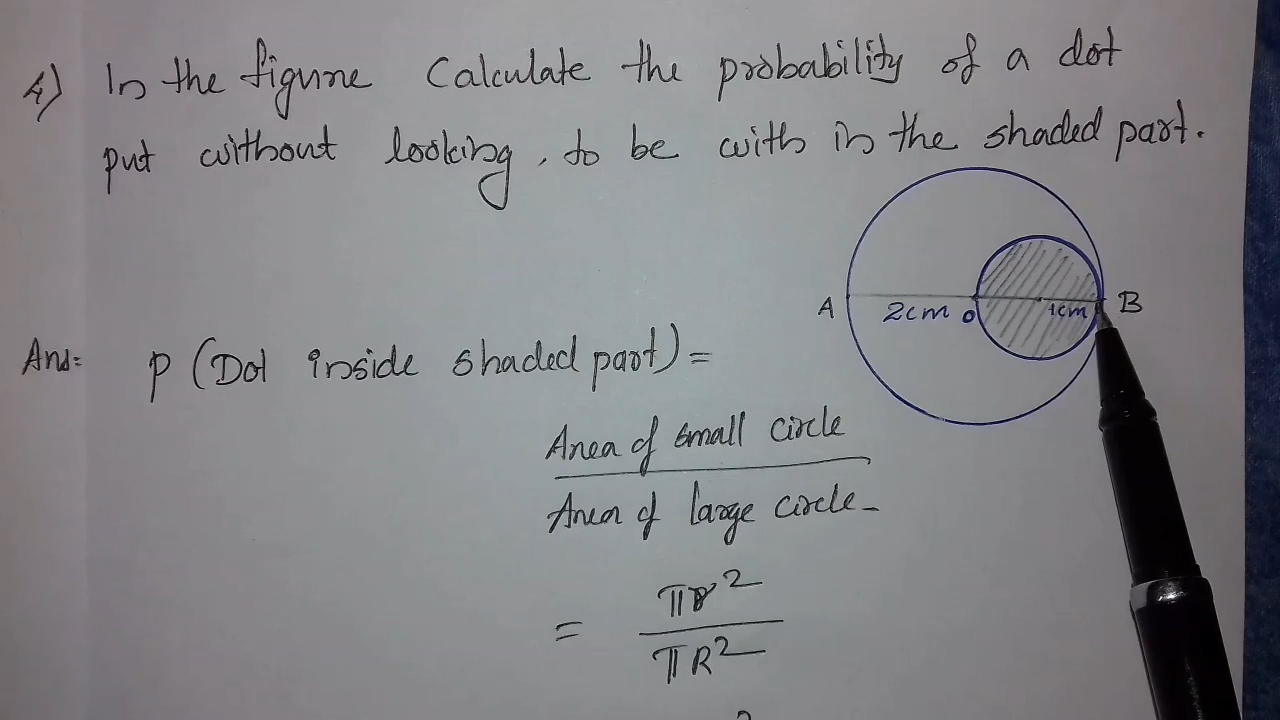 4) In the figure Calculate the probability of a dot
put without looking, to be with in the shaded part.
A 2cm O 1cm B
Ans: P (Dot inside shaded part) =
Area of small circle
Area of large circle
= πr²
πR²
2